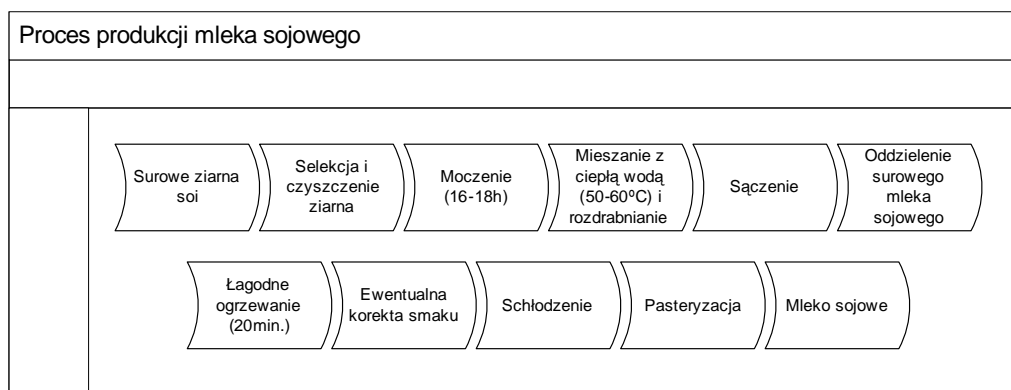 Proces produkcji mleka sojowego
Surowe ziarna
soi
Selekcja i
czyszczenie
ziarna
Moczenie
(16-18h)
Mieszanie z
ciepłą wodą
(50-60ºC) i
rozdrabnianie
Sączenie
Oddzielenie
surowego
mleka
sojowego
Łagodne
ogrzewanie
(20min.)
Ewentualna
korekta smaku
Schłodzenie
Pasteryzacja
Mleko sojowe